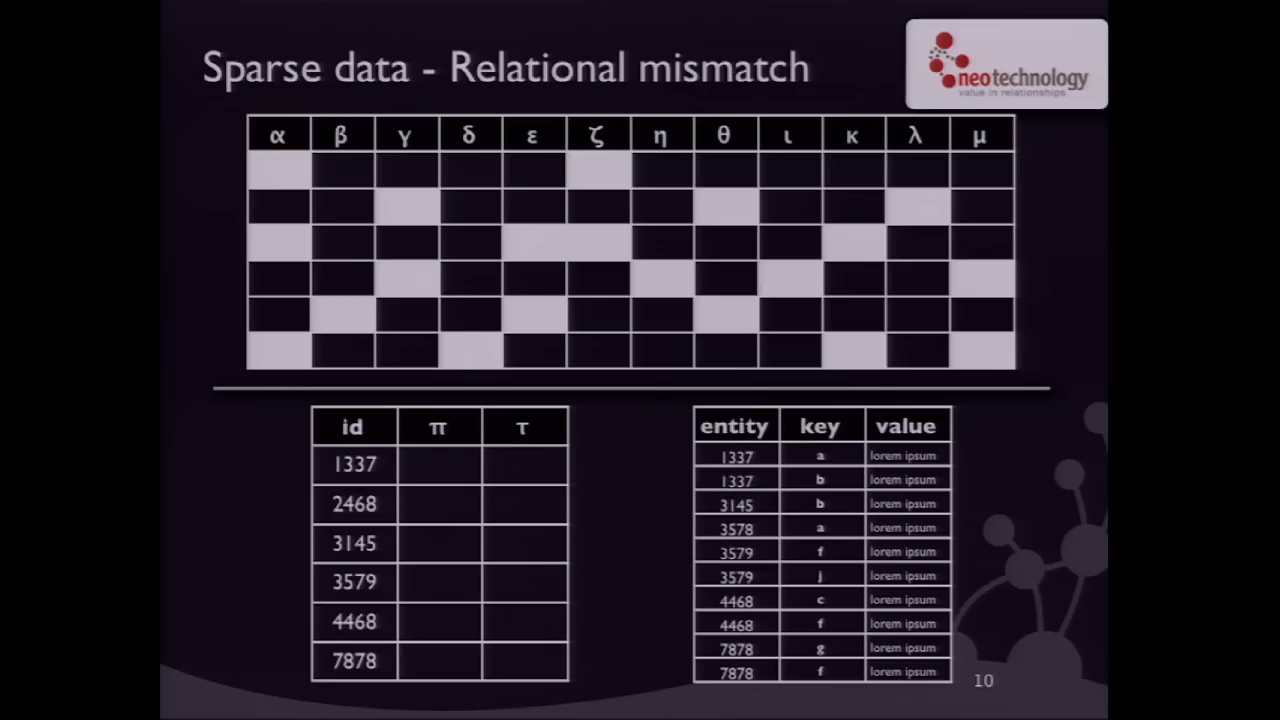 Sparse data - Relational mismatch
neotechnology
value in relationships
α β γ δ ε ζ η θ ι κ λ μ
id π τ
1337
2468
3145
3579
4468
7878
entity key value
1337 a lorem ipsum
1337 b lorem ipsum
3145 b lorem ipsum
3578 a lorem ipsum
3579 f lorem ipsum
3579 j lorem ipsum
4468 c lorem ipsum
4468 f lorem ipsum
7878 g lorem ipsum
7878 f lorem ipsum
10